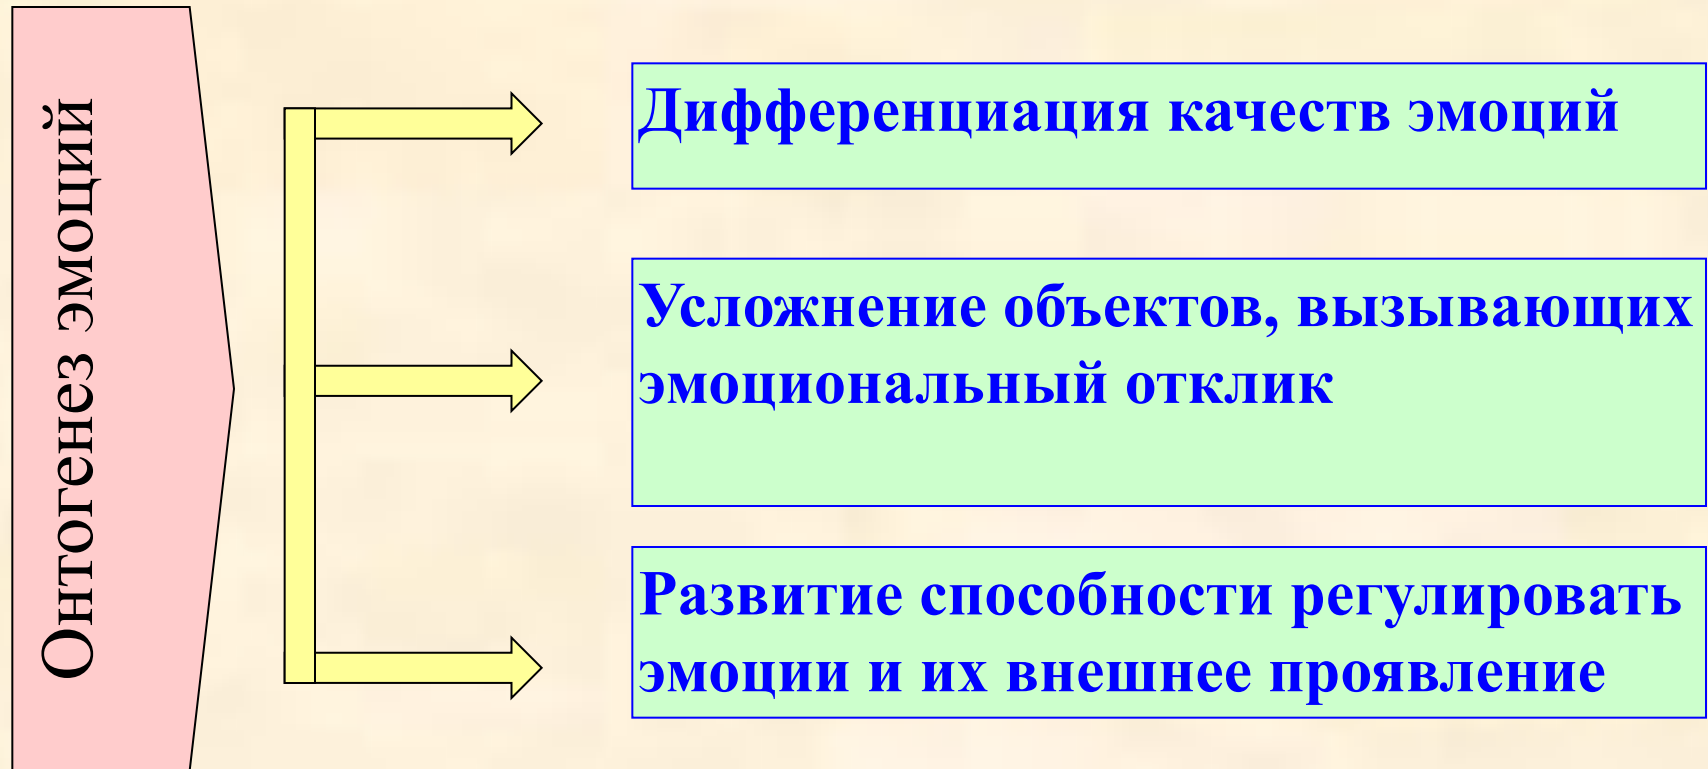 Онтогенез эмоций
Дифференциация качеств эмоций
Усложнение объектов, вызывающих
эмоциональный отклик
Развитие способности регулировать
эмоции и их внешнее проявление